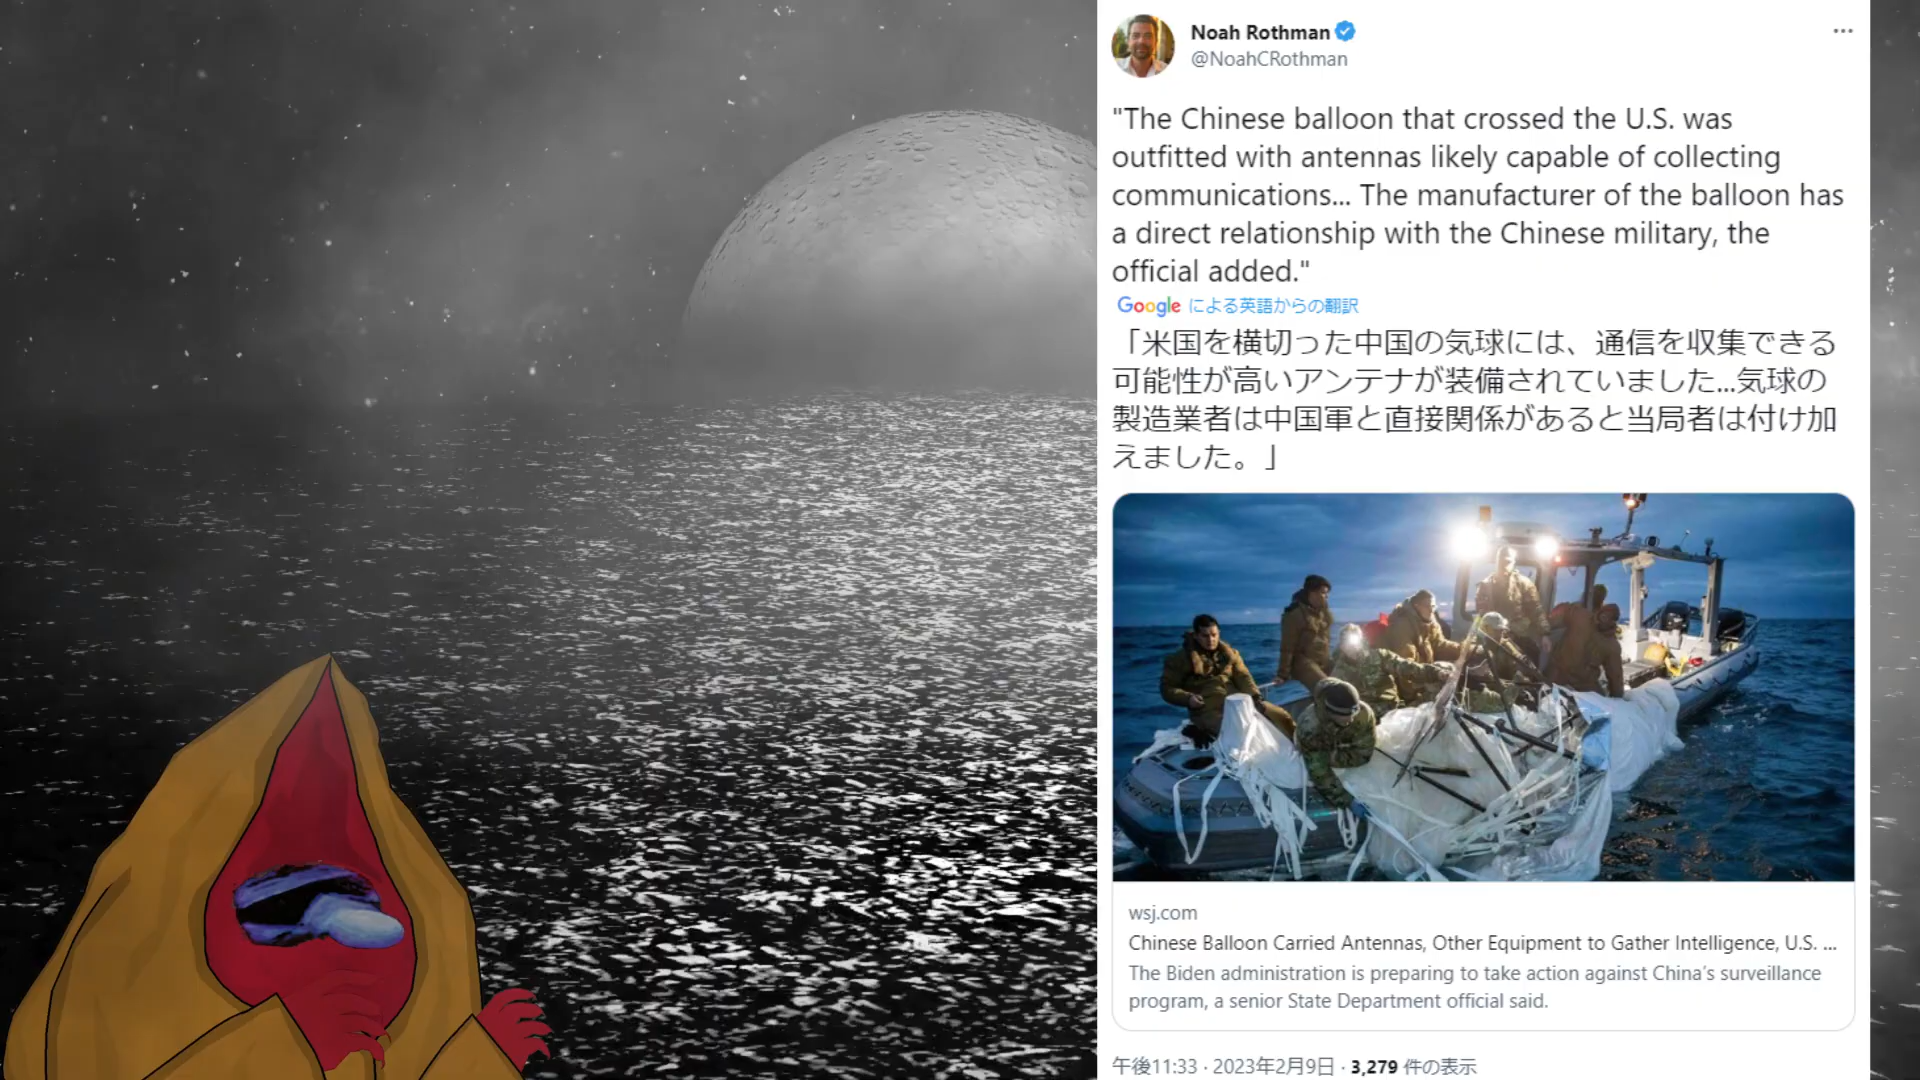 Noah Rothman
@NoahCRothman
"The Chinese balloon that crossed the U.S. was
outfitted with antennas likely capable of collecting
communications... The manufacturer of the balloon has
a direct relationship with the Chinese military, the
official added."
Google による英語からの翻訳
「米国を横切った中国の気球には、通信を収集できる
可能性が高いアンテナが装備されていました...気球の
製造業者は中国軍と直接関係があると当局者は付け加
えました。」
wsj.com
Chinese Balloon Carried Antennas, Other Equipment to Gather Intelligence, U.S. ...
The Biden administration is preparing to take action against China's surveillance
program, a senior State Department official said.
午後11:33 · 2023年2月9日 · 3,279 件の表示